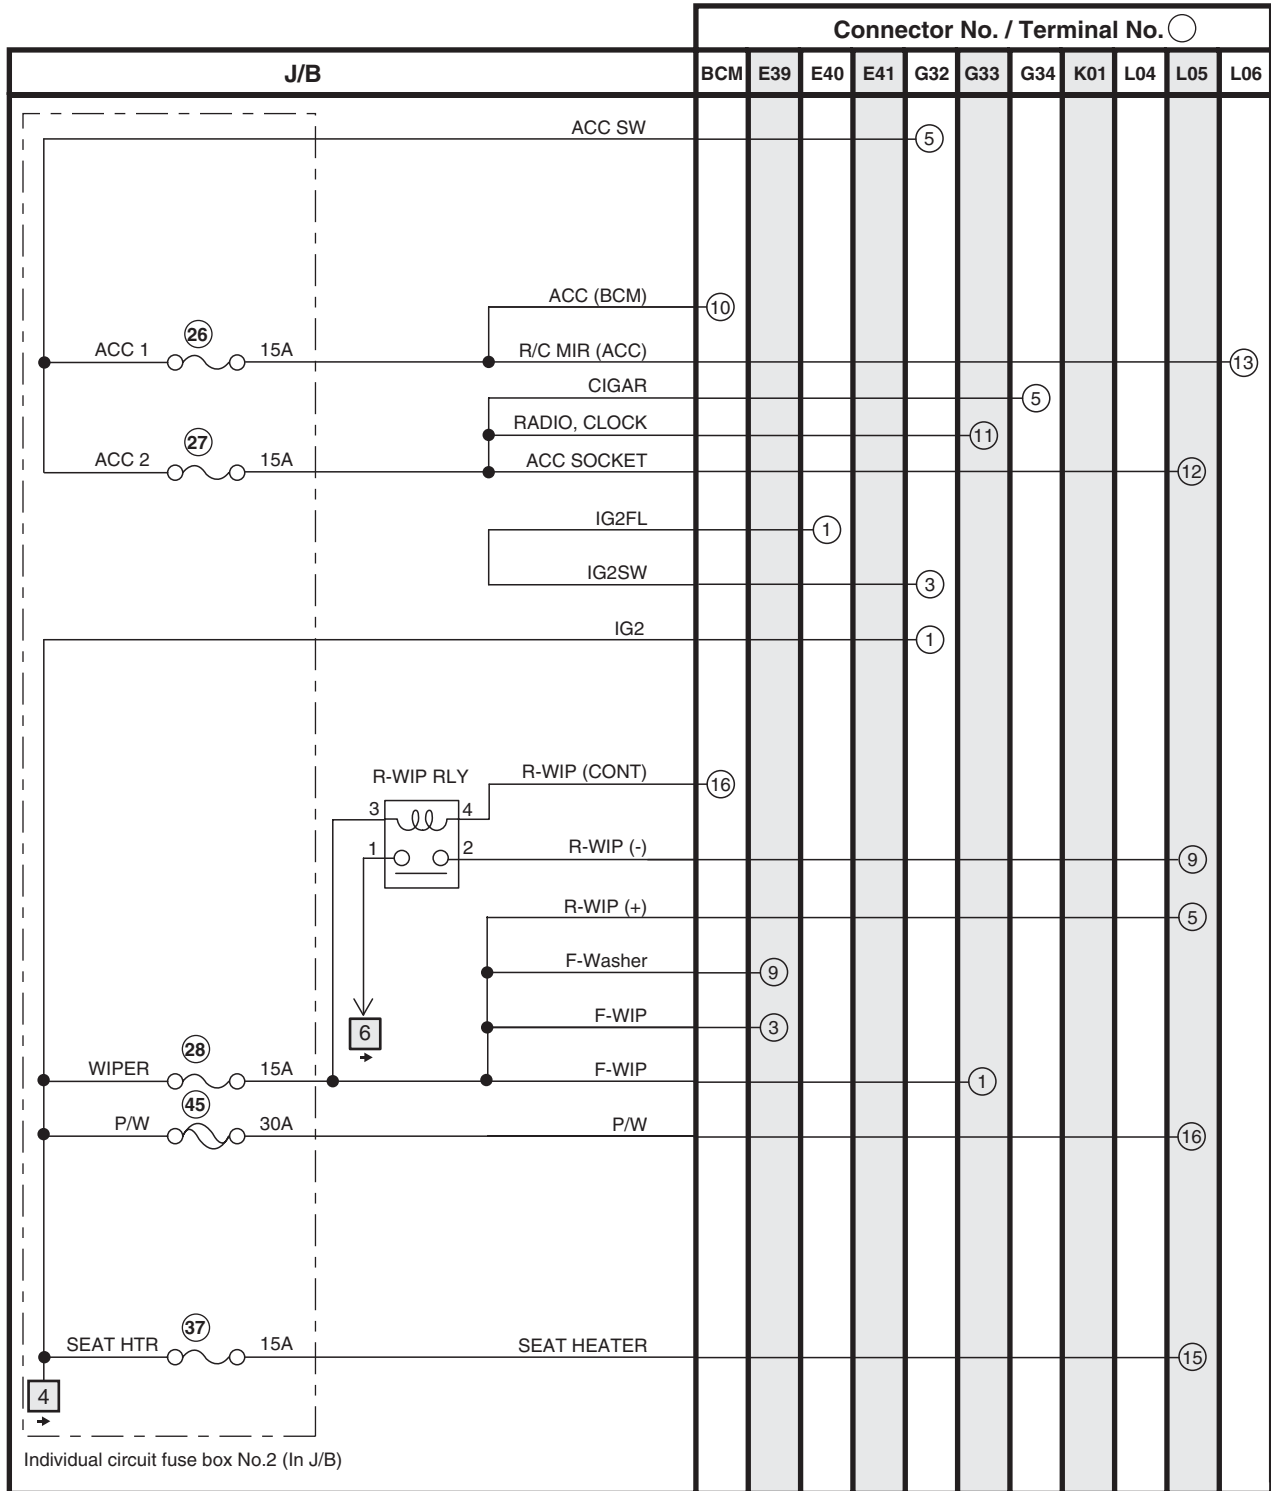 Connector No. / Terminal No.
J/B BCM E39 E40 E41 G32 G33 G34 K01 L04 L05 L06
ACC SW 5
ACC (BCM) 10
ACC 1 26 15A R/C MIR (ACC) 13
CIGAR 5
RADIO, CLOCK 11
ACC 2 27 15A ACC SOCKET 12
IG2FL 1
IG2SW 3
IG2 1
R-WIP RLY R-WIP (CONT) 16
3 4
1 2 R-WIP (-) 9
R-WIP (+) 5
F-Washer 9
6 F-WIP 3
WIPER 28 15A F-WIP 1
P/W 45 30A P/W 16
SEAT HTR 37 15A SEAT HEATER 15
4
Individual circuit fuse box No.2 (In J/B)